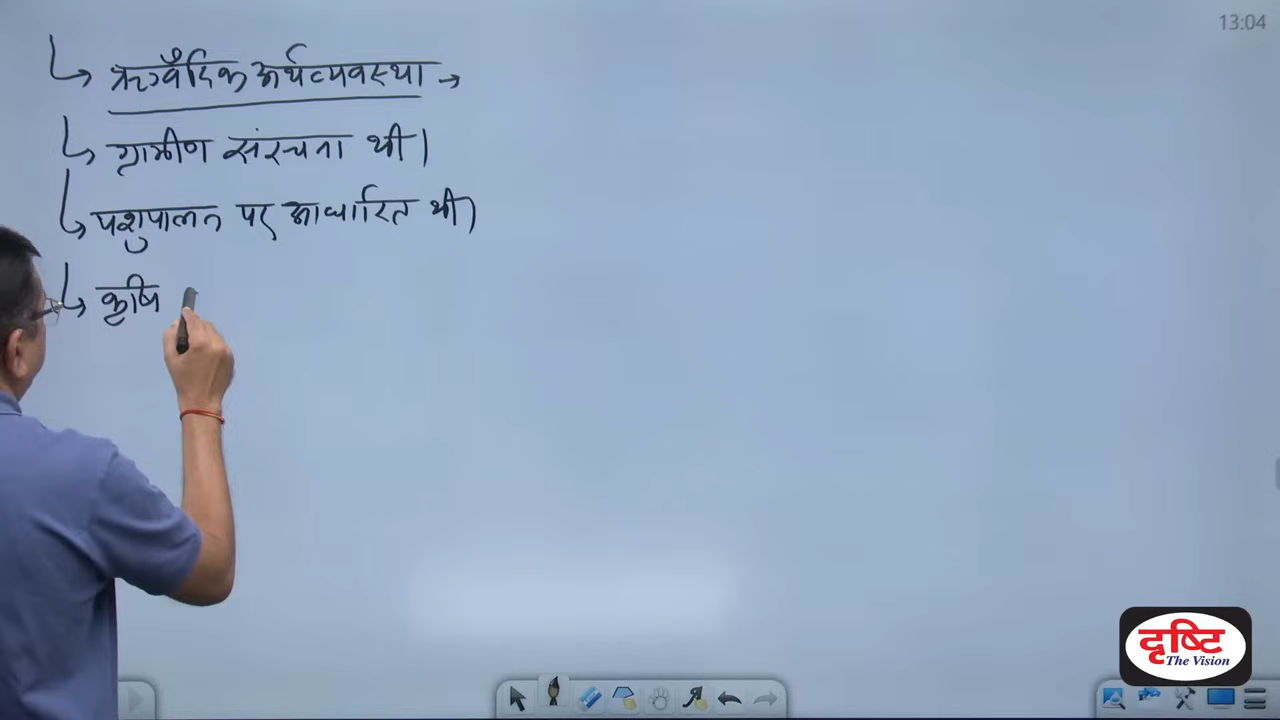 13:04
ऋग्वैदिक अर्थव्यवस्था →
ग्रामीण संरचना थी।
पशुपालन पर आधारित थी।
कृषि
दृष्टि
The Vision